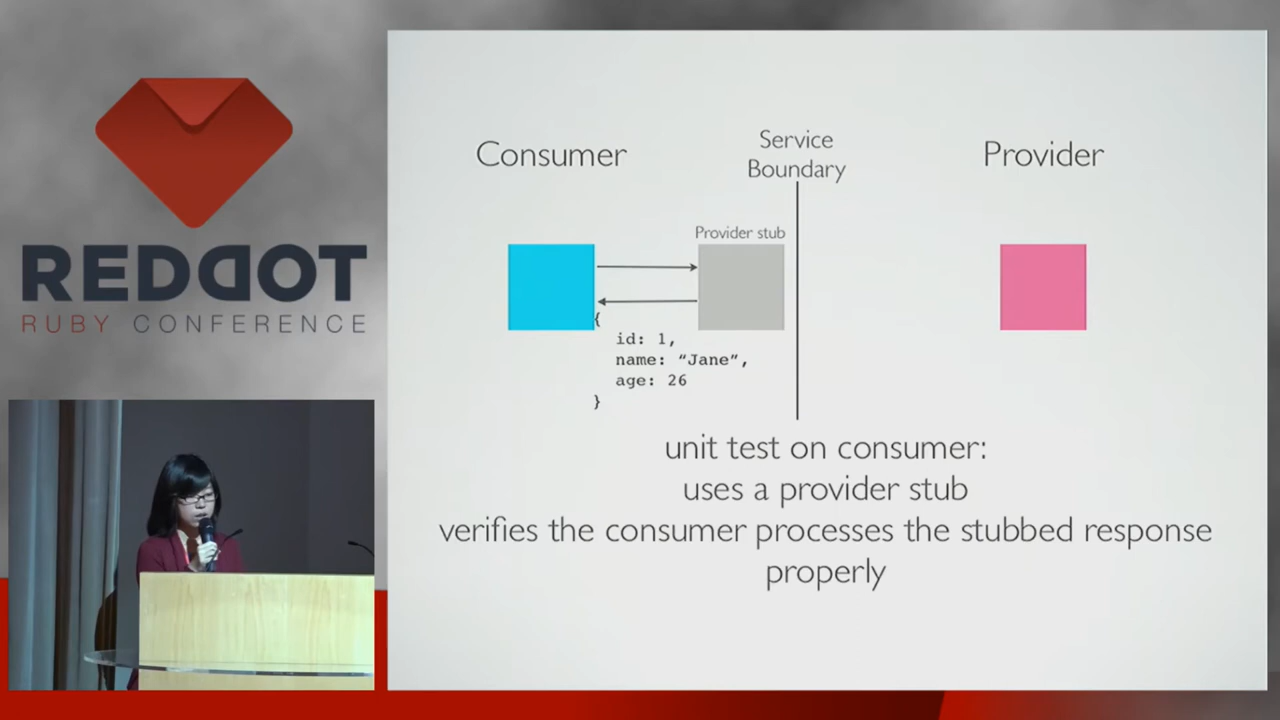 REDDOT
RUBY CONFERENCE
Consumer
Service
Boundary
Provider
Provider stub
{
id: 1,
name: “Jane”,
age: 26
}
unit test on consumer:
uses a provider stub
verifies the consumer processes the stubbed response
properly